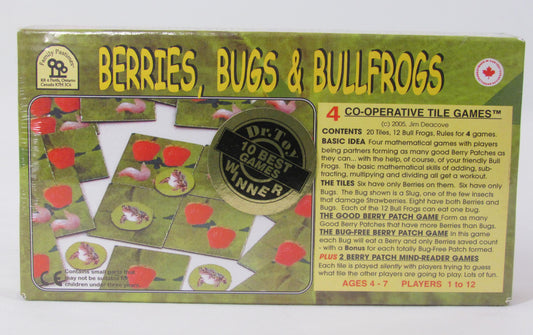 Family Pastimes
RR 4 Perth, Ontario
Canada K7H 3C6
BERRIES, BUGS & BULLFROGS
Dr. Toy
10 BEST
GAMES
WINNER
CE
Contains small parts that
may not be suitable for
children under three years.
4 CO-OPERATIVE TILE GAMES™
(c) 2005, Jim Deacove
CONTENTS 20 Tiles, 12 Bull Frogs, Rules for 4 games.
BASIC IDEA Four mathematical games with players
being partners forming as many good Berry Patches as
they can... with the help, of course, of your friendly Bull
Frogs. The basic mathematical skills of adding, sub-
tracting, multipying and dividing all get a workout.
THE TILES Six have only Berries on them. Six have only
Bugs. The Bug shown is a Slug, one of the few insects
that damage Strawberries. Eight have both Berries and
Bugs. Each of the 12 Bull Frogs can eat one bug.
THE GOOD BERRY PATCH GAME Form as many
Good Berry Patches that have more Berries than Bugs.
THE BUG-FREE BERRY PATCH GAME In this game
each Bug will eat a Berry and only Berries saved count
- with a Bonus for each totally Bug-Free Patch formed.
PLUS 2 BERRY PATCH MIND-READER GAMES
Each tile is played silently with players trying to guess
what tile the other players are going to play. Lots of fun.
AGES 4 - 7 PLAYERS 1 to 12